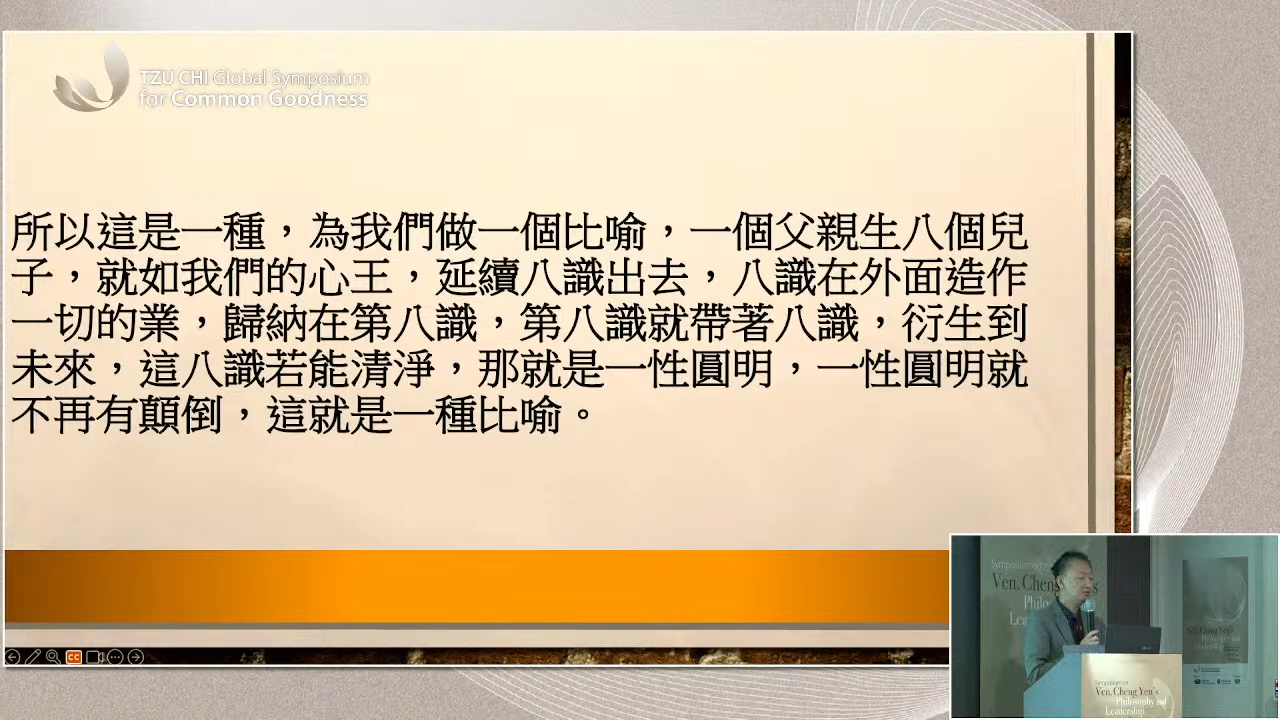 TZU CHI Global Symposium
for Common Goodness
所以這是一種，為我們做一個比喻，一個父親生八個兒
子，就如我們的心王，延續八識出去，八識在外面造作
一切的業，歸納在第八識，第八識就帶著八識，衍生到
未來，這八識若能清淨，那就是一性圓明，一性圓明就
不再有顛倒，這就是一種比喻。
CC
Symposium on
Ven. Cheng Yen's
Philosophy and
Leadership